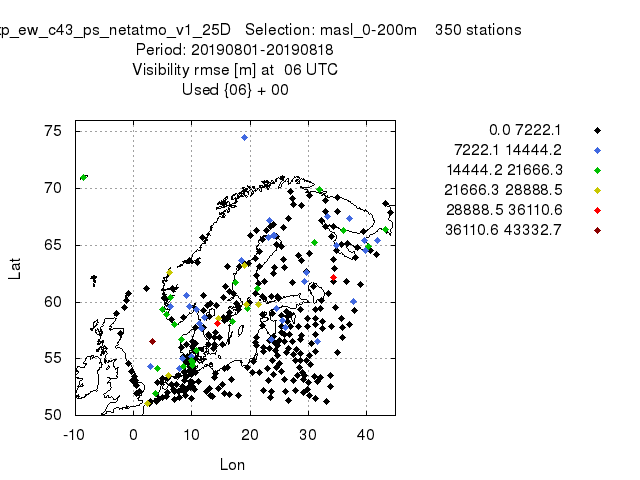 p_ew_c43_ps_netatmo_v1_25D Selection: masl_0-200m 350 stations
Period: 20190801-20190818
Visibility rmse [m] at 06 UTC
Used {06} + 00
0.0 7222.1
7222.1 14444.2
14444.2 21666.3
21666.3 28888.5
28888.5 36110.6
36110.6 43332.7
75
70
65
60
55
50
Lat
-10 0 10 20 30 40
Lon